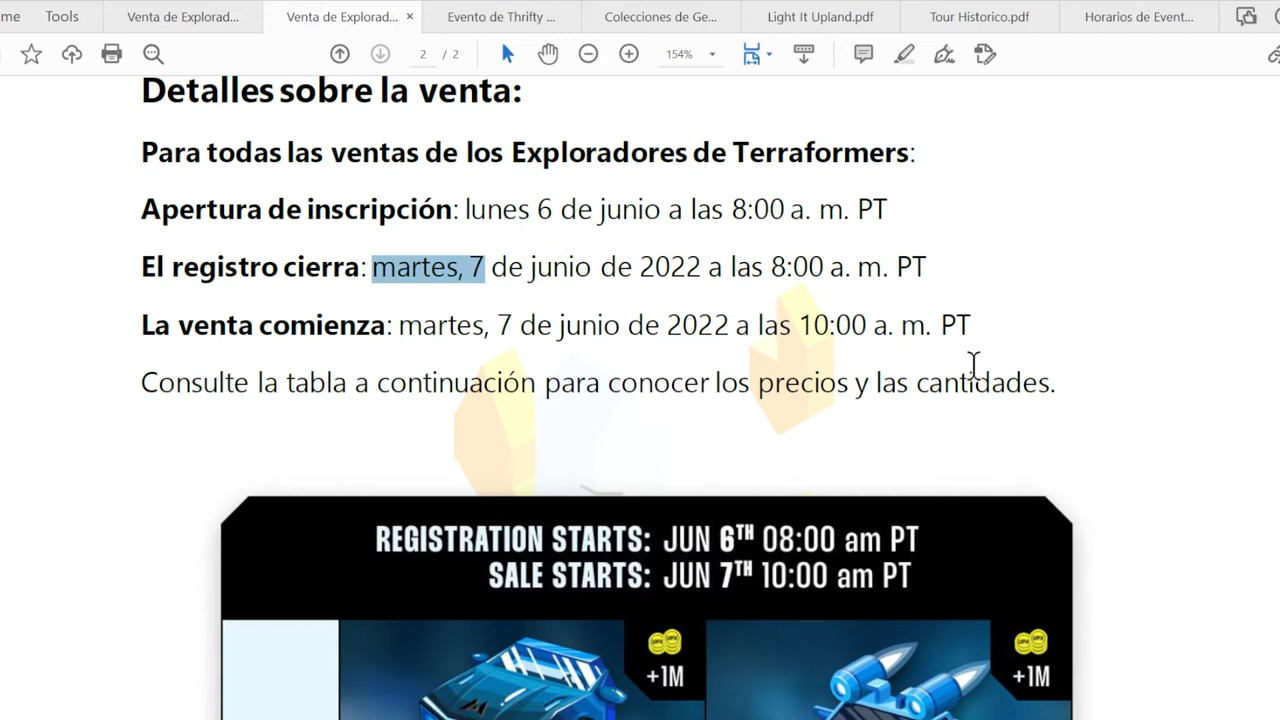 ome Tools Venta de Explorad... Venta de Explorad... × Evento de Thrifty ... Colecciones de Ge... Light It Upland.pdf Tour Historico.pdf Horarios de Event...
2 / 2 154%
Detalles sobre la venta:
Para todas las ventas de los Exploradores de Terraformers:
Apertura de inscripción: lunes 6 de junio a las 8:00 a. m. PT
El registro cierra: martes, 7 de junio de 2022 a las 8:00 a. m. PT
La venta comienza: martes, 7 de junio de 2022 a las 10:00 a. m. PT
Consulte la tabla a continuación para conocer los precios y las cantidades.
REGISTRATION STARTS: JUN 6TH 08:00 am PT
SALE STARTS: JUN 7TH 10:00 am PT
+1M +1M